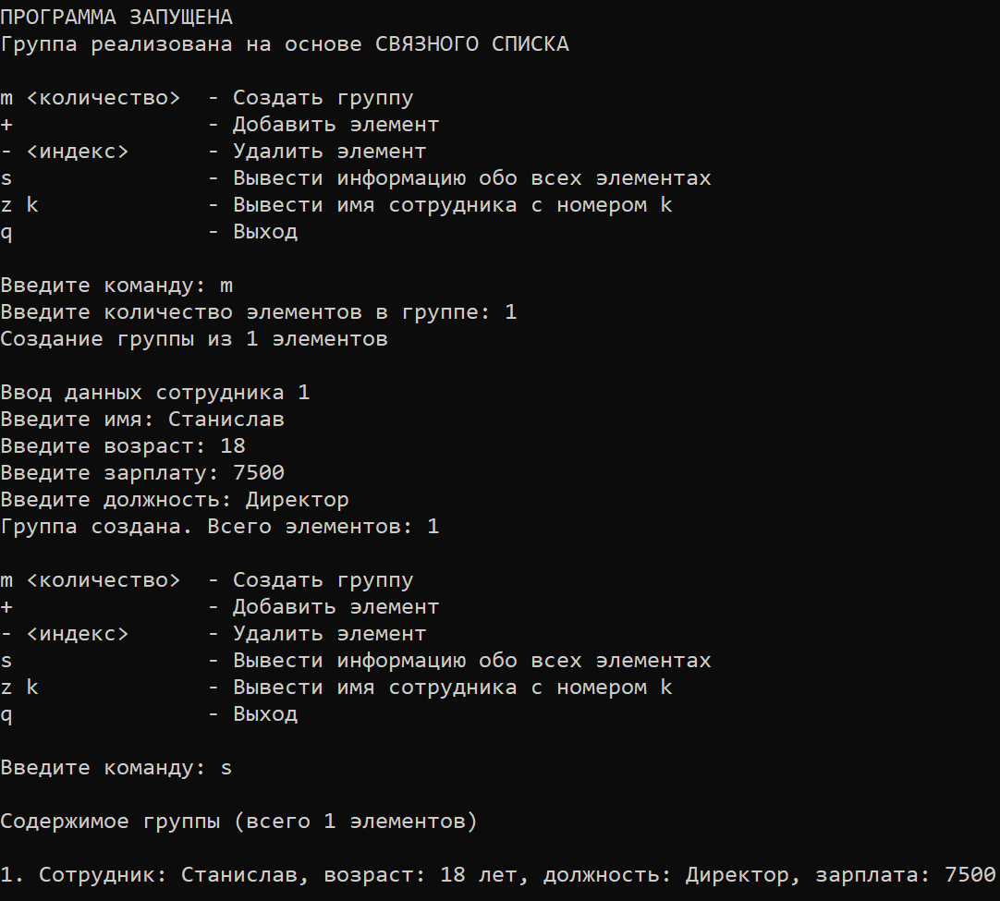 ПРОГРАММА ЗАПУЩЕНА
Группа реализована на основе СВЯЗНОГО СПИСКА
m <количество>  - Создать группу
+               - Добавить элемент
- <индекс>      - Удалить элемент
s               - Вывести информацию обо всех элементах
z k             - Вывести имя сотрудника с номером k
q               - Выход
Введите команду: m
Введите количество элементов в группе: 1
Создание группы из 1 элементов
Ввод данных сотрудника 1
Введите имя: Станислав
Введите возраст: 18
Введите зарплату: 7500
Введите должность: Директор
Группа создана. Всего элементов: 1
m <количество>  - Создать группу
+               - Добавить элемент
- <индекс>      - Удалить элемент
s               - Вывести информацию обо всех элементах
z k             - Вывести имя сотрудника с номером k
q               - Выход
Введите команду: s
Содержимое группы (всего 1 элементов)
1. Сотрудник: Станислав, возраст: 18 лет, должность: Директор, зарплата: 7500